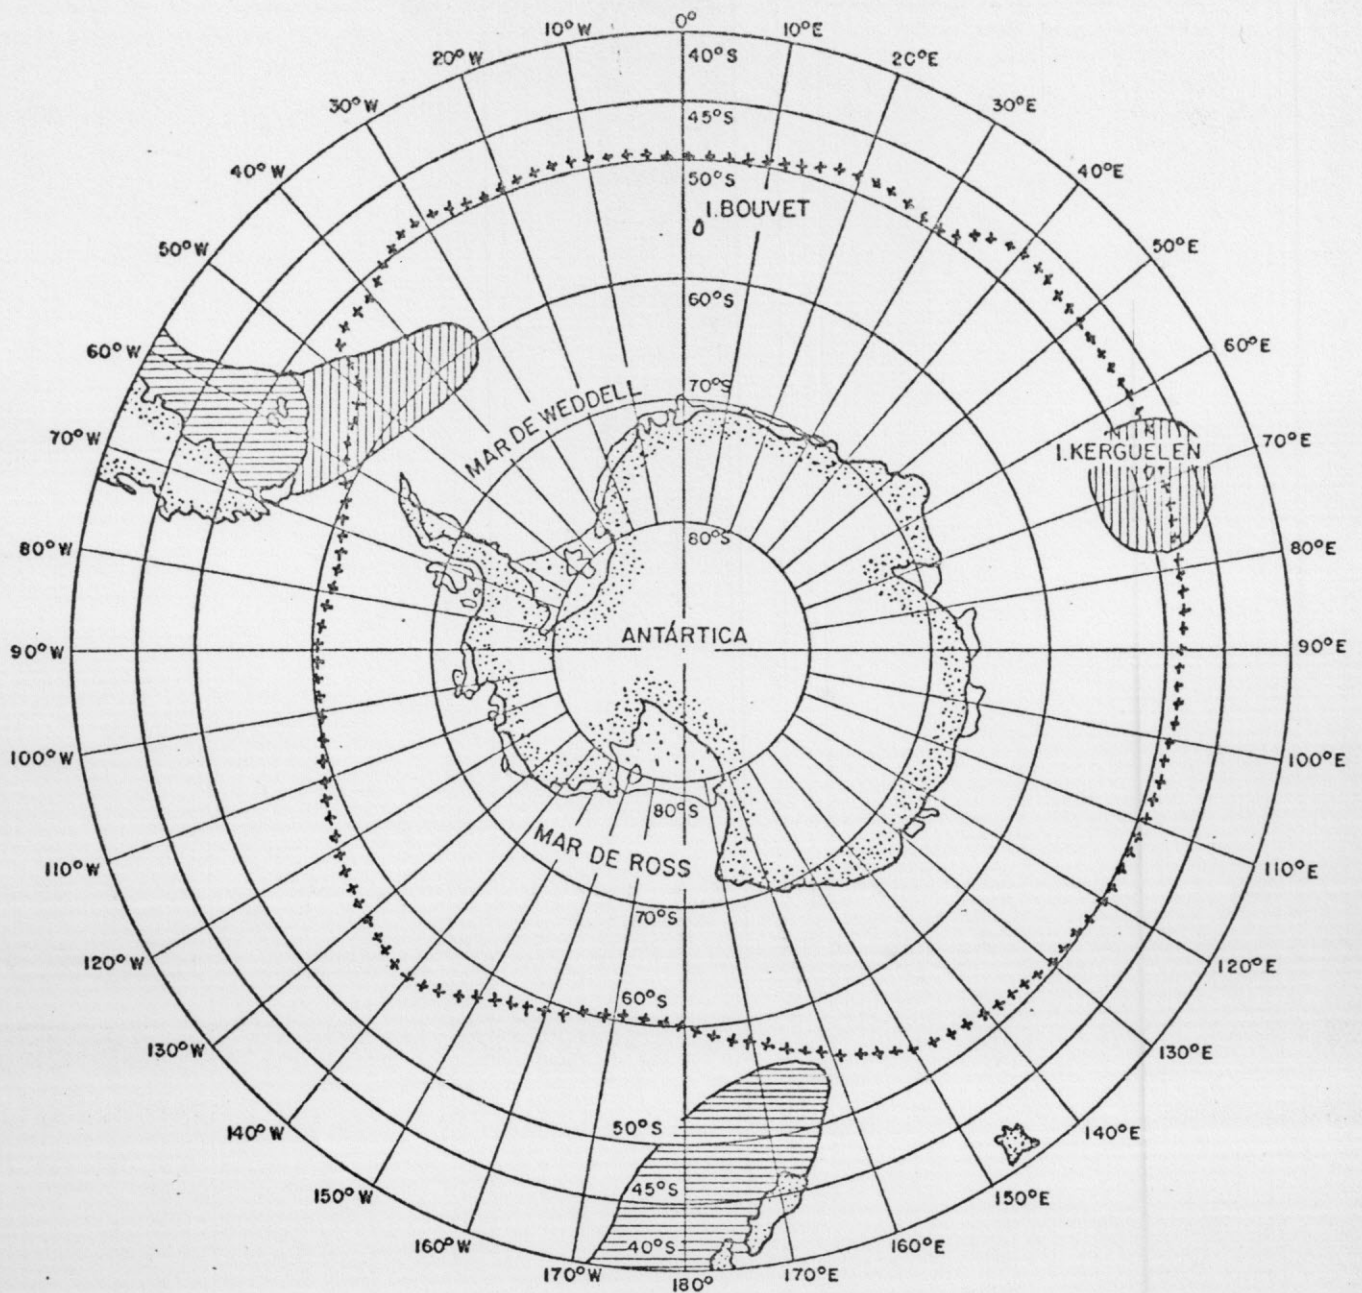 0°
10°W
10°E
20°W
20°E
40°S
30°W
30°E
45°S
40°W
40°E
50°S
I. BOUVET
50°W
50°E
60°S
60°W
60°E
70°S
MAR DE WEDDELL
70°W
70°E
I. KERGUELEN
80°S
80°W
80°E
ANTÁRTICA
90°W
90°E
100°W
100°E
80°S
MAR DE ROSS
110°W
110°E
70°S
120°W
120°E
60°S
130°W
130°E
50°S
140°W
140°E
45°S
150°W
150°E
40°S
160°W
160°E
170°W
170°E
180°